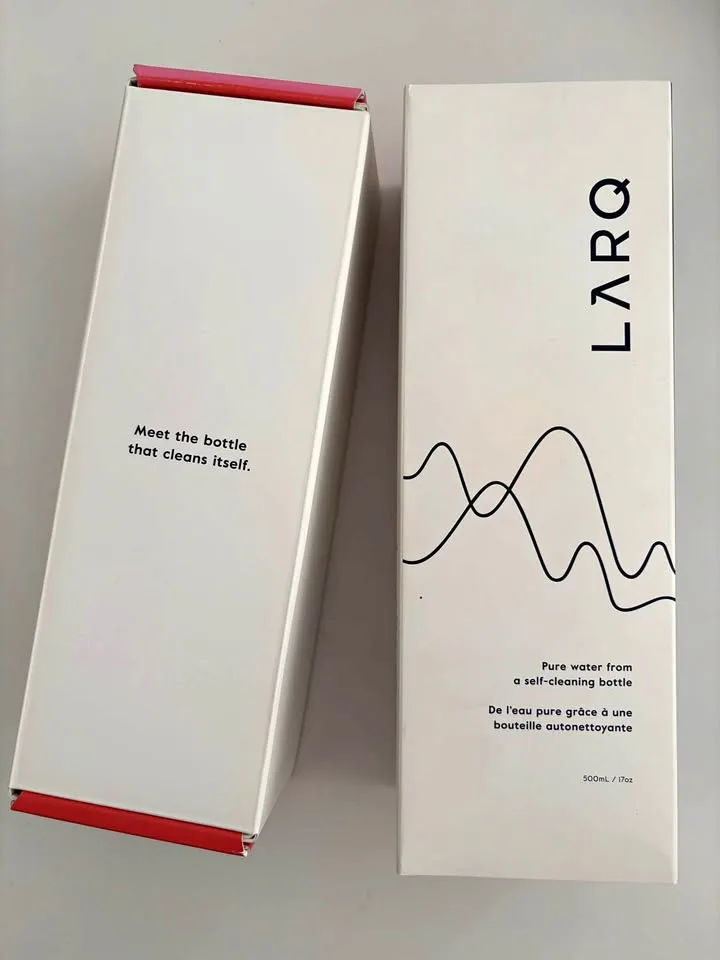 Meet the bottle
that cleans itself.
LARQ
Pure water from
a self-cleaning bottle
De l'eau pure grâce à une
bouteille autonettoyante
500mL / 17oz